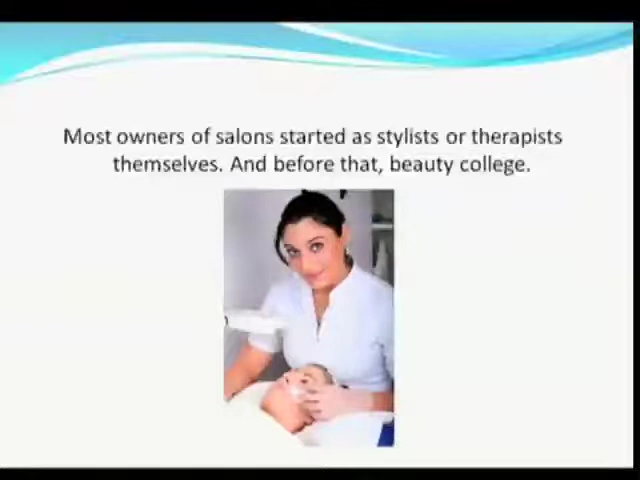 Most owners of salons started as stylists or therapists
themselves. And before that, beauty college.